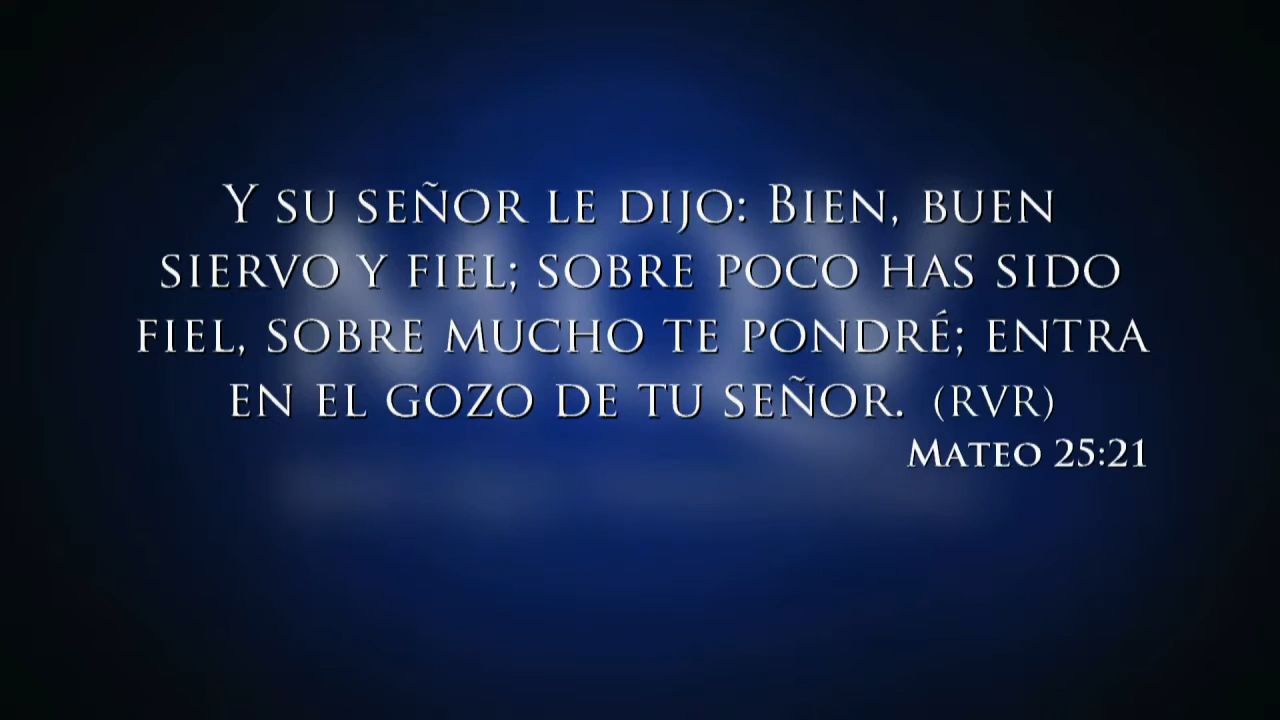 Y su señor le dijo: Bien, buen
siervo y fiel; sobre poco has sido
fiel, sobre mucho te pondré; entra
en el gozo de tu señor. (RVR)
Mateo 25:21